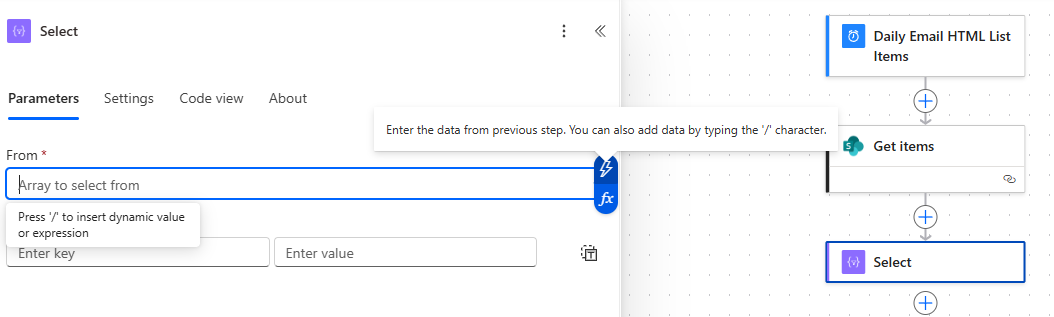 Select
Parameters
Settings
Code view
About
Enter the data from previous step. You can also add data by typing the '/' character.
From *
Array to select from
fx
Press '/' to insert dynamic value
or expression
Enter key
Enter value
Daily Email HTML List
Items
Get items
Select